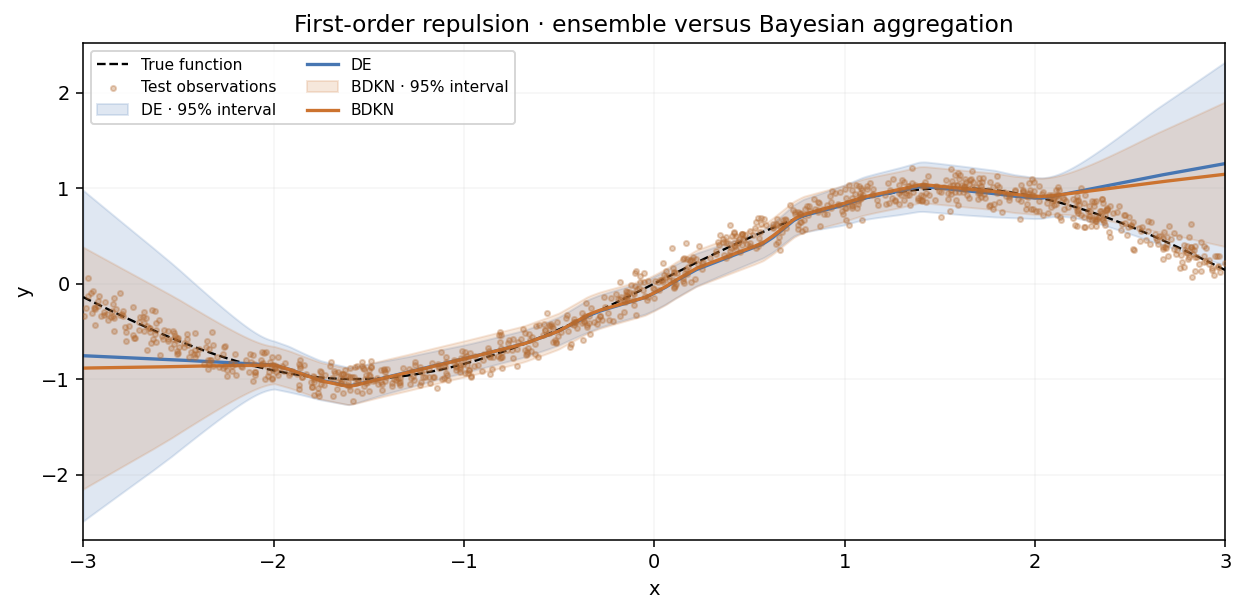 First-order repulsion · ensemble versus Bayesian aggregation
True function
Test observations
DE · 95% interval
DE
BDKN · 95% interval
BDKN
y
2
1
0
−1
−2
−3
−2
−1
0
1
2
3
x